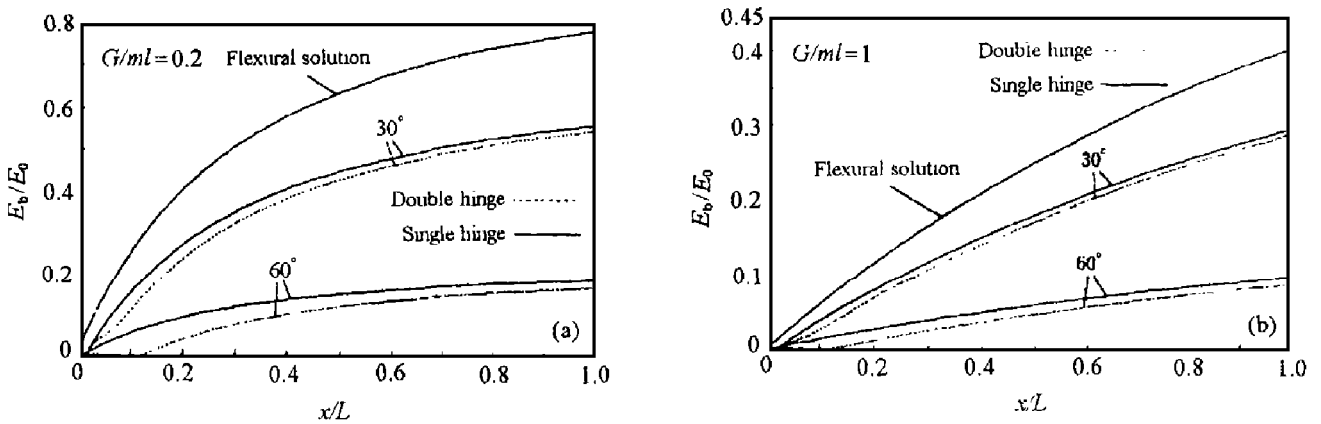 0.8
G/ml = 0.2
Flexural solution
0.6
30°
E_b/E_0
0.4
Double hinge
Single hinge
0.2
60°
(a)
0
0 0.2 0.4 0.6 0.8 1.0
x/L
0.45
0.4
G/ml = 1
Double hinge
Single hinge
0.3
Flexural solution
30°
E_b/E_0
0.2
0.1
60°
(b)
0
0 0.2 0.4 0.6 0.8 1.0
x/L